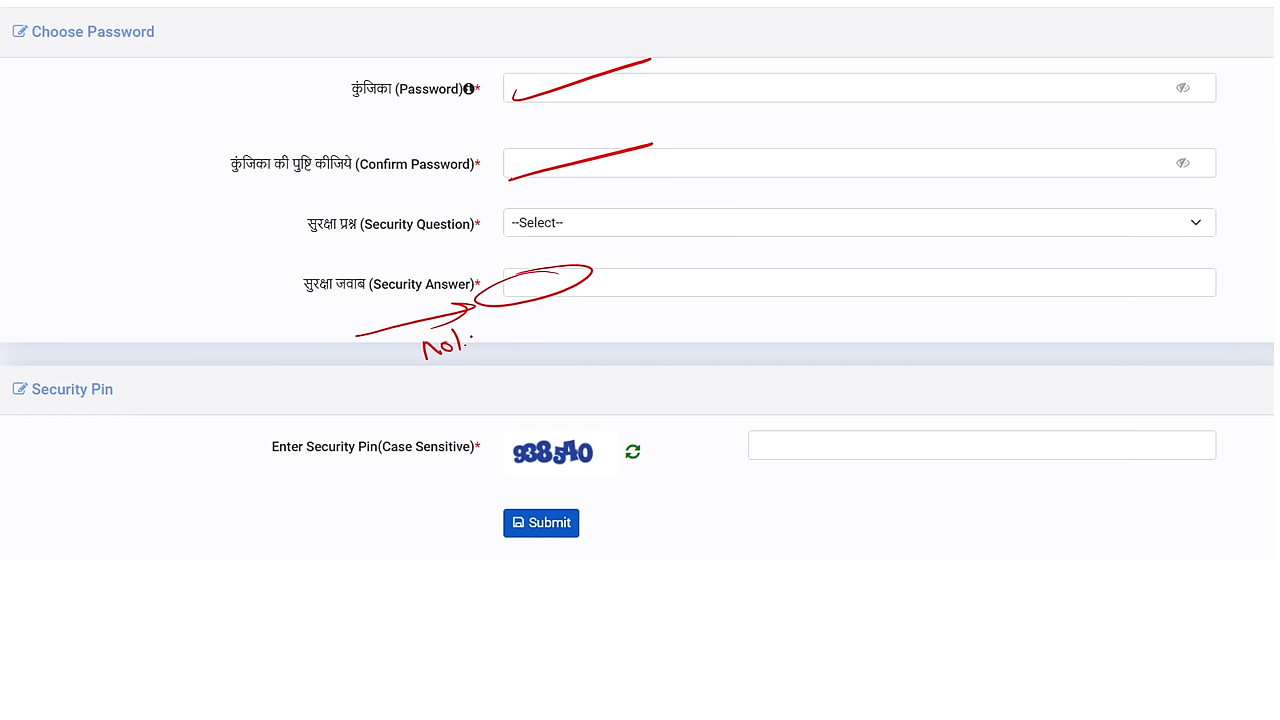 Choose Password
कुंजिका (Password)*
कुंजिका की पुष्टि कीजिये (Confirm Password)*
सुरक्षा प्रश्न (Security Question)*
--Select--
सुरक्षा जवाब (Security Answer)*
Security Pin
Enter Security Pin(Case Sensitive)*
938540
Submit